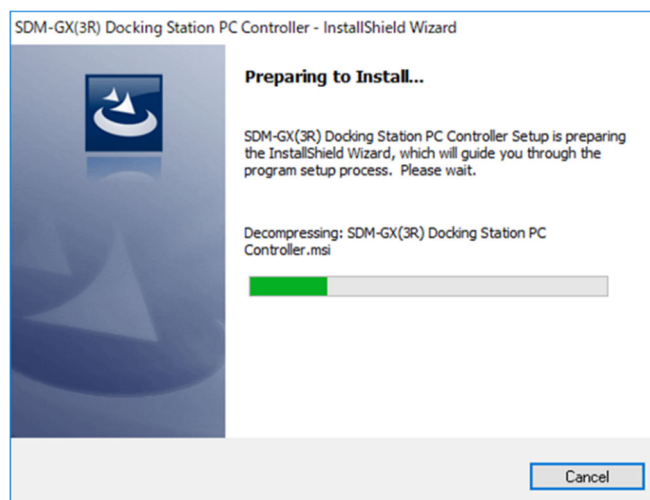 SDM-GX(3R) Docking Station PC Controller - InstallShield Wizard
Preparing to Install...
SDM-GX(3R) Docking Station PC Controller Setup is preparing
the InstallShield Wizard, which will guide you through the
program setup process. Please wait.
Decompressing: SDM-GX(3R) Docking Station PC
Controller.msi
Cancel